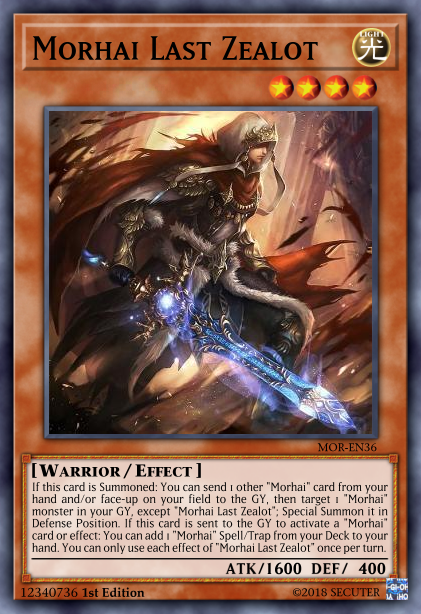 Morhai Last Zealot
LIGHT
光
MOR-EN36
[Warrior/Effect]
If this card is Summoned: You can send 1 other "Morhai" card from your
hand and/or face-up on your field to the GY, then target 1 "Morhai"
monster in your GY, except "Morhai Last Zealot"; Special Summon it in
Defense Position. If this card is sent to the GY to activate a "Morhai"
card or effect: You can add 1 "Morhai" Spell/Trap from your Deck to your
hand. You can only use each effect of "Morhai Last Zealot" once per turn.
ATK/1600 DEF/ 400
12340736 1st Edition
©2018 SECUTER